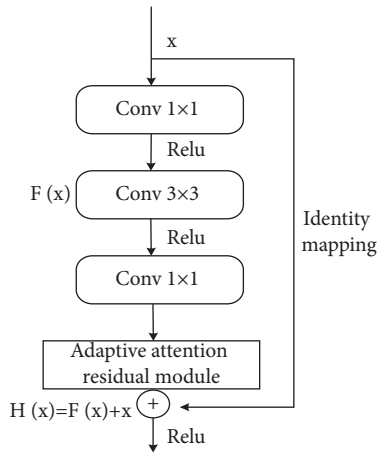 x
Conv 1×1
Relu
F (x)
Conv 3×3
Relu
Identity
mapping
Conv 1×1
Adaptive attention
residual module
H (x)=F (x)+x
+
Relu